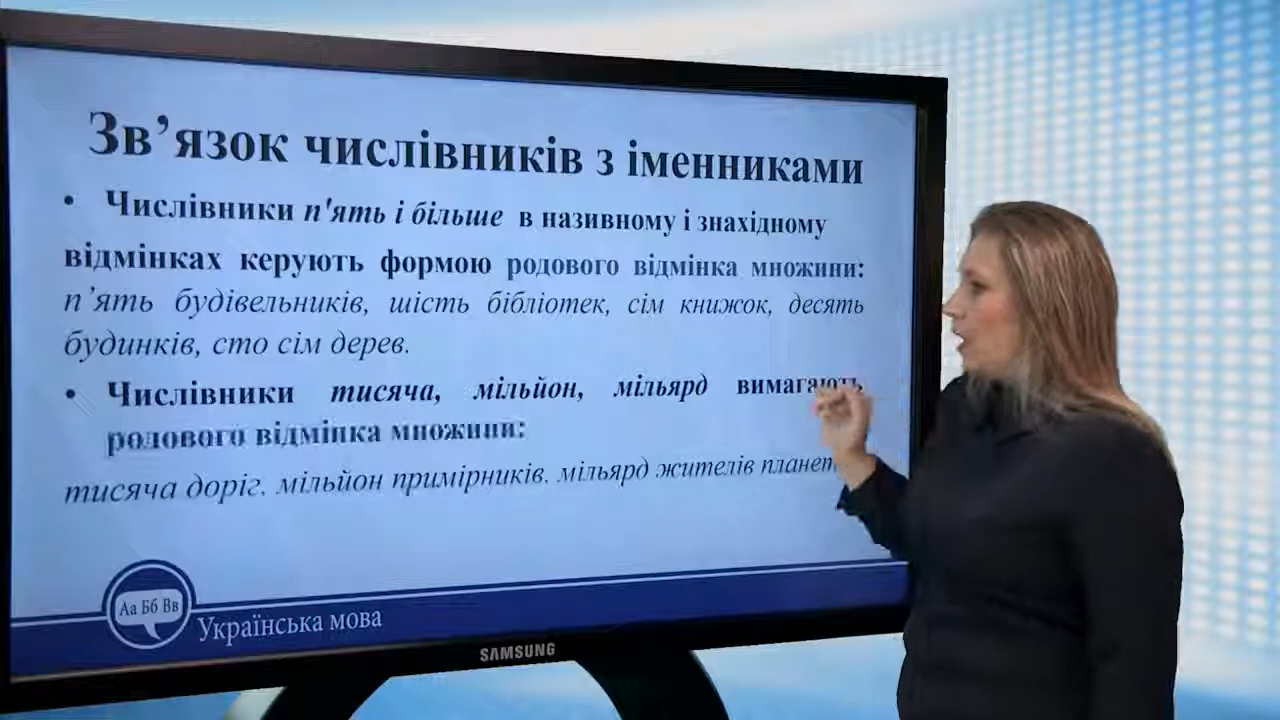 Зв’язок числівників з іменниками
• Числівники п'ять і більше в називному і знахідному
відмінках керують формою родового відмінка множини:
п’ять будівельників, шість бібліотек, сім книжок, десять
будинків, сто сім дерев.
• Числівники тисяча, мільйон, мільярд вимагають
родового відмінка множини:
тисяча доріг, мільйон примірників, мільярд жителів
Аа Бб Вв
Українська мова
SAMSUNG